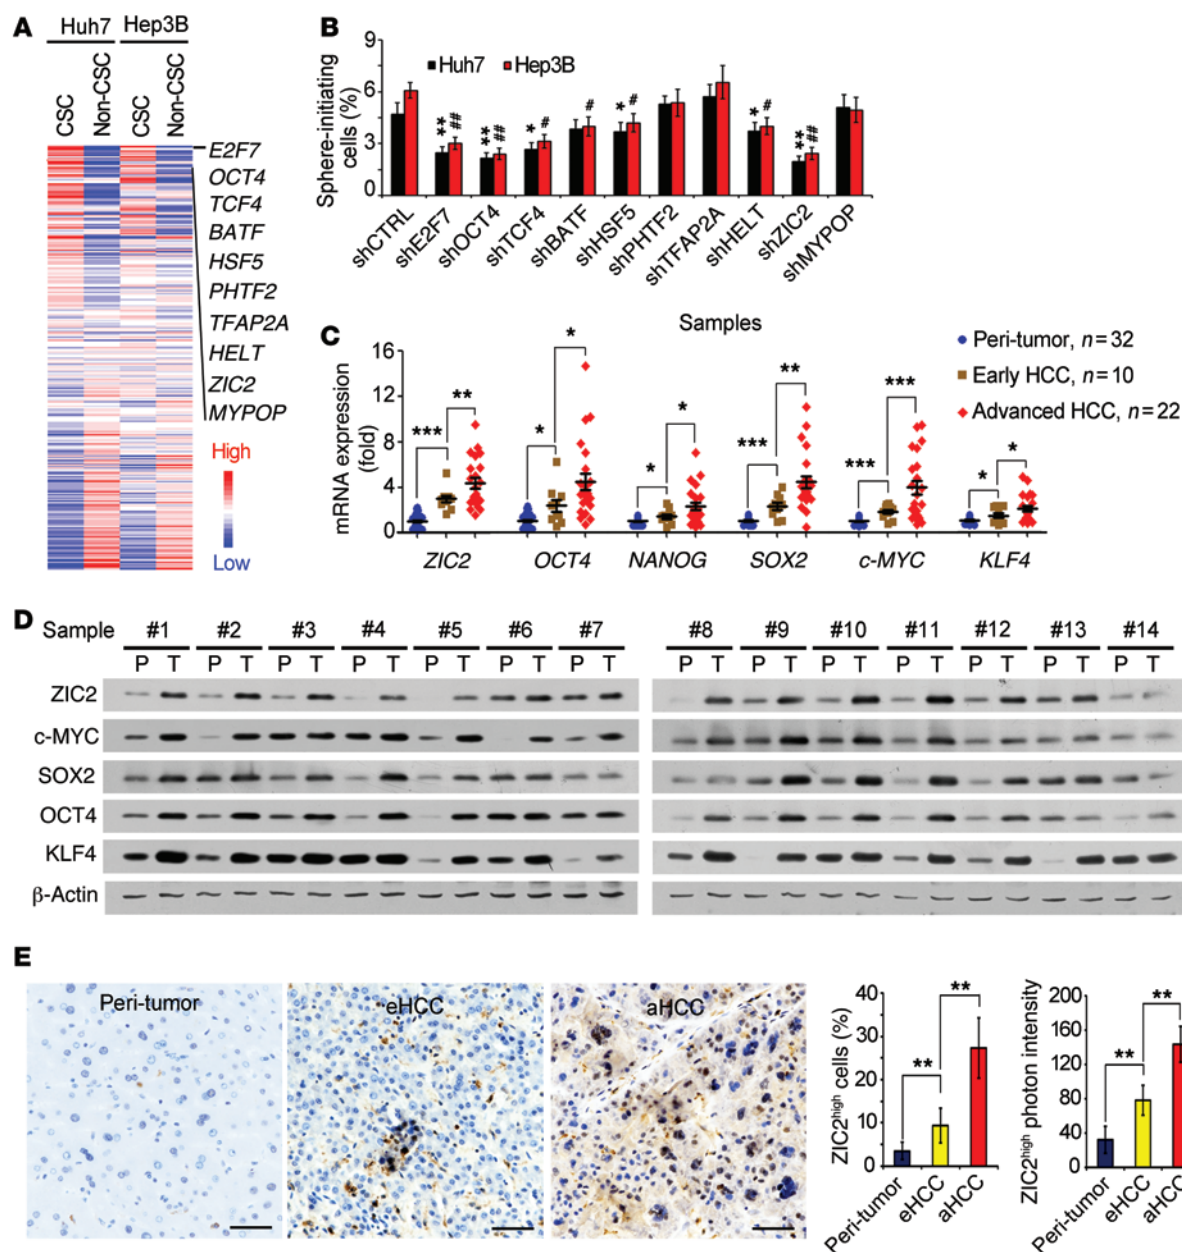 A
Huh7 Hep3B
CSC
Non-CSC
CSC
Non-CSC
E2F7
OCT4
TCF4
BATF
HSF5
PHTF2
TFAP2A
HELT
ZIC2
MYPOP
High
Low
B
Sphere-initiating
cells (%)
9
6
3
0
Huh7 Hep3B
** ## ** ## * # # * # * # ** ##
shCTRL
shE2F7
shOCT4
shTCF4
shBATF
shHSF5
shPHTF2
shTFAP2A
shHELT
shZIC2
shMYPOP
C
Samples
Peri-tumor, n = 32
Early HCC, n = 10
Advanced HCC, n = 22
mRNA expression
(fold)
16
12
8
4
0
*** ** * * * * *** ** *** *** * *
ZIC2 OCT4 NANOG SOX2 c-MYC KLF4
D
Sample #1 #2 #3 #4 #5 #6 #7 #8 #9 #10 #11 #12 #13 #14
P T P T P T P T P T P T P T P T P T P T P T P T P T P T
ZIC2
c-MYC
SOX2
OCT4
KLF4
β-Actin
E
Peri-tumor eHCC aHCC
ZIC2high cells (%)
40
30
20
10
0
** **
Peri-tumor
eHCC
aHCC
ZIC2high photon intensity
200
160
120
80
40
0
** **
Peri-tumor
eHCC
aHCC